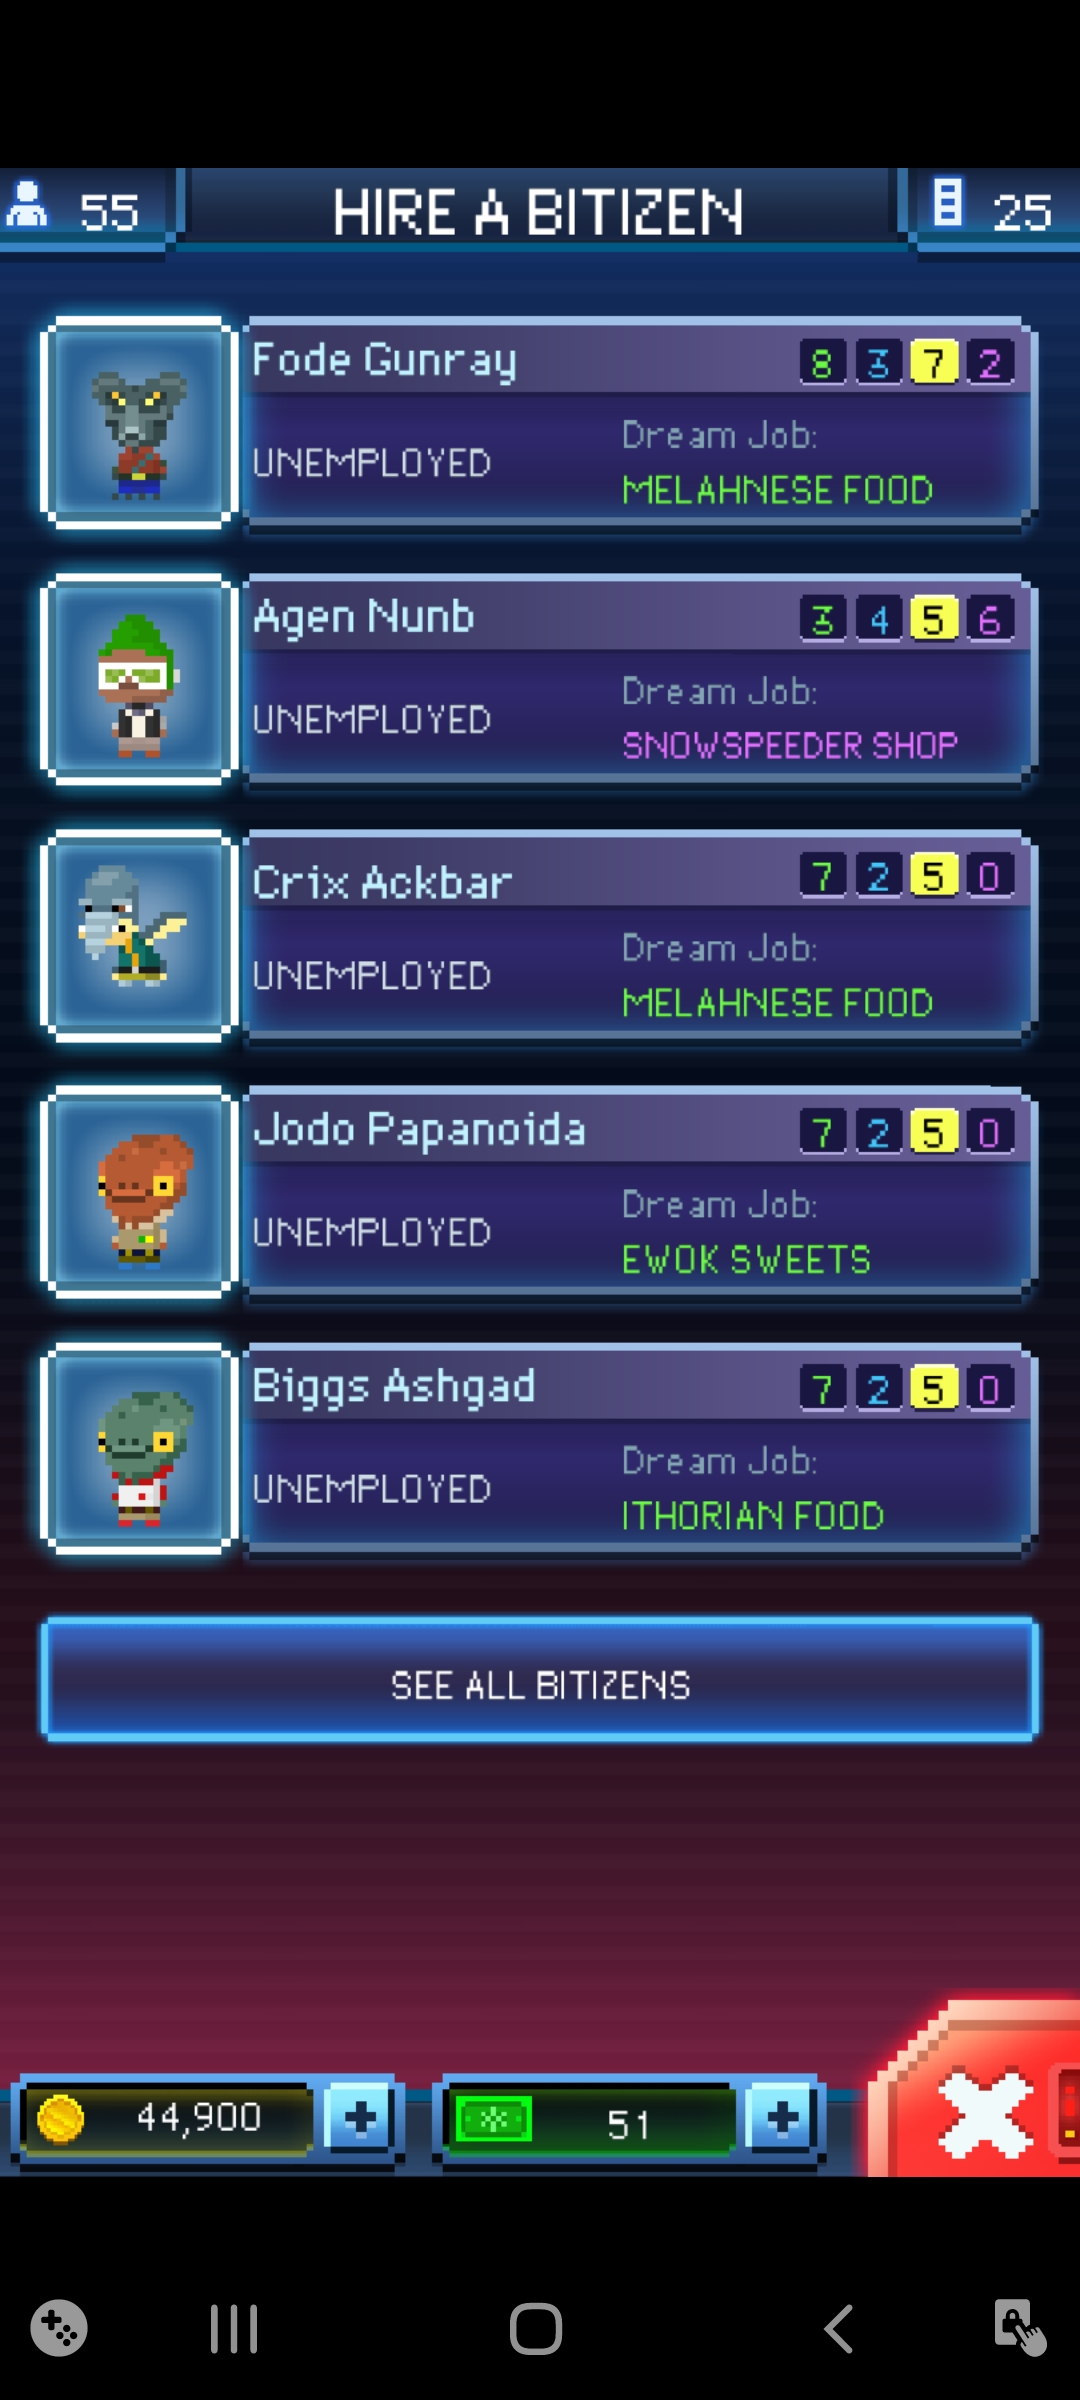 55
HIRE A BITIZEN
25
Fode Gunray
8 3 7 2
UNEMPLOYED
Dream Job:
MELAHNESE FOOD
Agen Nunb
3 4 5 6
UNEMPLOYED
Dream Job:
SNOWSPEEDER SHOP
Crix Ackbar
7 2 5 0
UNEMPLOYED
Dream Job:
MELAHNESE FOOD
Jodo Papanoida
7 2 5 0
UNEMPLOYED
Dream Job:
EWOK SWEETS
Biggs Ashgad
7 2 5 0
UNEMPLOYED
Dream Job:
ITHORIAN FOOD
SEE ALL BITIZENS
44,900
51